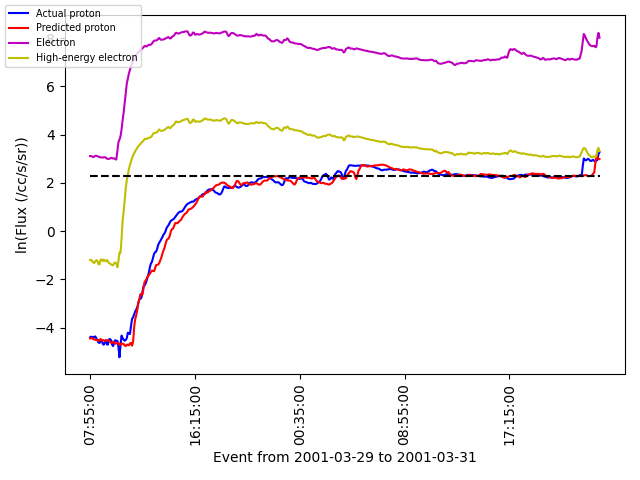 Actual proton
Predicted proton
Electron
High-energy electron
8
6
4
2
0
−2
−4
ln(Flux (/cc/s/sr))
07:55:00
16:15:00
00:35:00
08:55:00
17:15:00
Event from 2001-03-29 to 2001-03-31